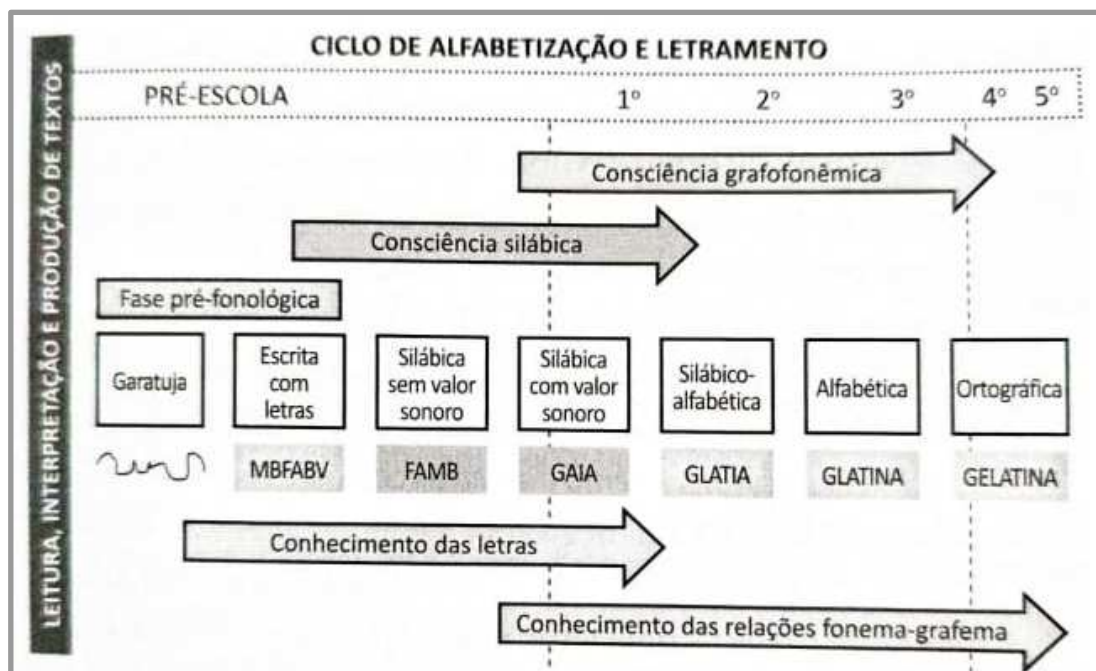 CICLO DE ALFABETIZAÇÃO E LETRAMENTO
PRÉ-ESCOLA 1º 2º 3º 4º 5º
LEITURA, INTERPRETAÇÃO E PRODUÇÃO DE TEXTOS
Consciência grafofonêmica
Consciência silábica
Fase pré-fonológica
Garatuja
Escrita
com
letras
Silábica
sem valor
sonoro
Silábica
com valor
sonoro
Silábico-
alfabética
Alfabética
Ortográfica
MBFABV
FAMB
GAIA
GLATIA
GLATINA
GELATINA
Conhecimento das letras
Conhecimento das relações fonema-grafema